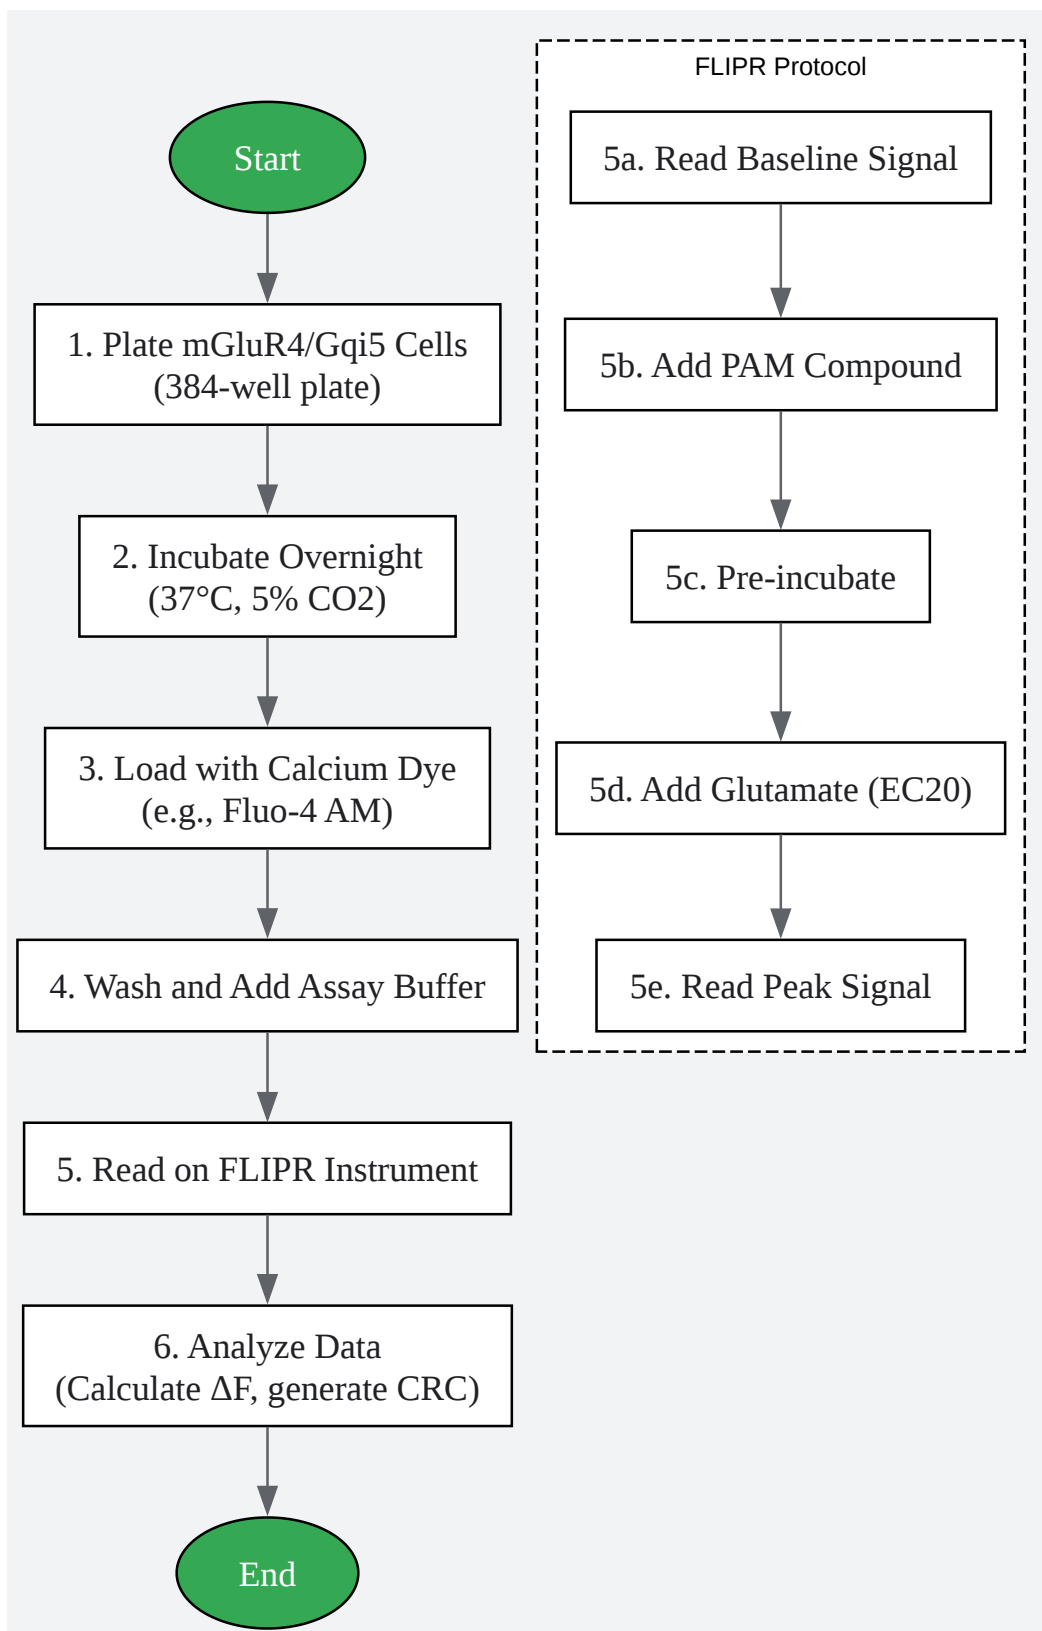 Start
1. Plate mGluR4/Gqi5 Cells
(384-well plate)
2. Incubate Overnight
(37°C, 5% CO2)
3. Load with Calcium Dye
(e.g., Fluo-4 AM)
4. Wash and Add Assay Buffer
5. Read on FLIPR Instrument
6. Analyze Data
(Calculate ΔF, generate CRC)
End
FLIPR Protocol
5a. Read Baseline Signal
5b. Add PAM Compound
5c. Pre-incubate
5d. Add Glutamate (EC20)
5e. Read Peak Signal